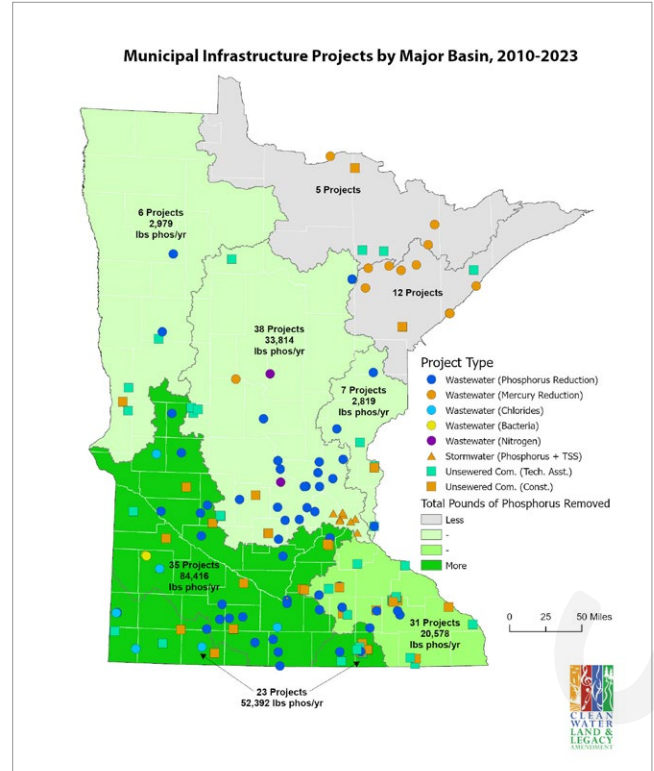 Municipal Infrastructure Projects by Major Basin, 2010-2023
5 Projects
6 Projects
2,979
lbs phos/yr
12 Projects
38 Projects
33,814
lbs phos/yr
7 Projects
2,819
lbs phos/yr
Project Type
Wastewater (Phosphorus Reduction)
Wastewater (Mercury Reduction)
Wastewater (Chlorides)
Wastewater (Bacteria)
Wastewater (Nitrogen)
Stormwater (Phosphorus + TSS)
Unsewered Com. (Tech. Asst.)
Unsewered Com. (Const.)
Total Pounds of Phosphorus Removed
Less
-
-
More
35 Projects
84,416
lbs phos/yr
31 Projects
20,578
lbs phos/yr
0 25 50 Miles
23 Projects
52,392 lbs phos/yr
CLEAN
WATER
LAND &
LEGACY
AMENDMENT